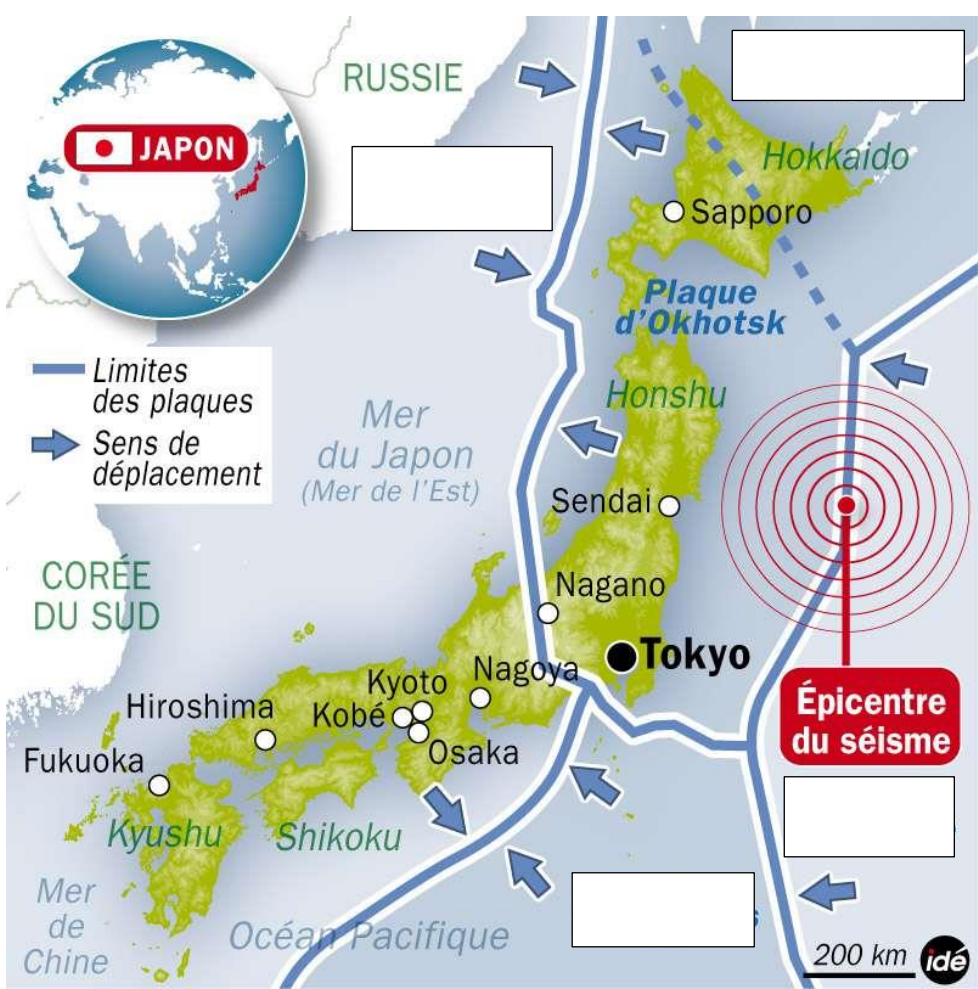 RUSSIE
JAPON
Hokkaido
Sapporo
Plaque
d'Okhotsk
Limites
des plaques
Sens de
déplacement
Honshu
Mer
du Japon
(Mer de l'Est)
Sendai
CORÉE
DU SUD
Nagano
Tokyo
Nagoya
Kyoto
Kobé
Hiroshima
Osaka
Fukuoka
Épicentre
du séisme
Kyushu
Shikoku
Mer
de
Chine
Océan Pacifique
s
200 km
idé